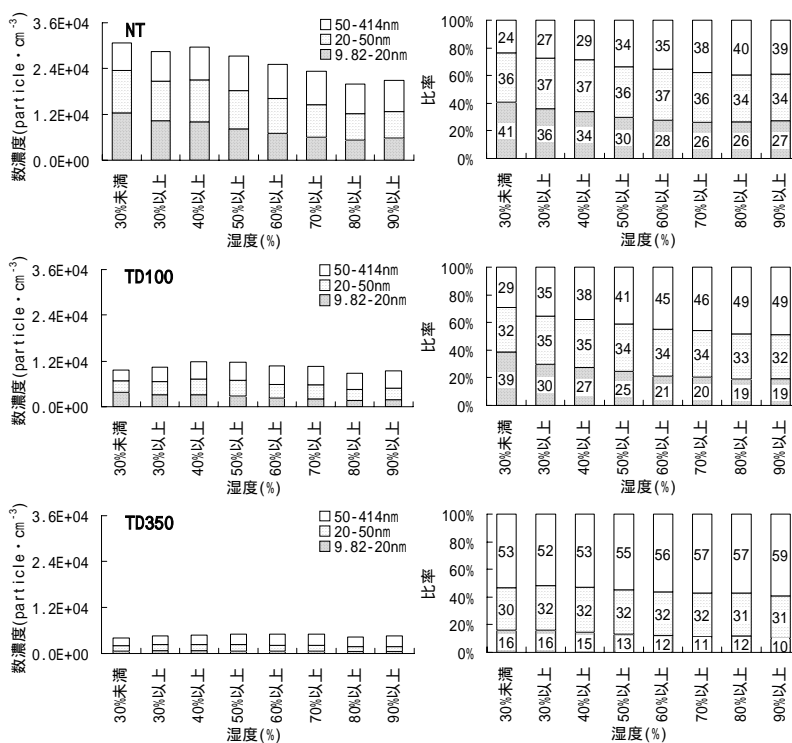 NT
50-414nm
20-50nm
9.82-20nm
数濃度(particle・cm-3)
3.6E+04
2.4E+04
1.2E+04
0.0E+00
30%未満 30%以上 40%以上 50%以上 60%以上 70%以上 80%以上 90%以上
湿度(%)
比率
100%
80%
60%
40%
20%
0%
24 27 29 34 35 38 40 39
36 37 37 36 37 36 34 34
41 36 34 30 28 26 26 27
30%未満 30%以上 40%以上 50%以上 60%以上 70%以上 80%以上 90%以上
湿度(%)
TD100
50-414nm
20-50nm
9.82-20nm
数濃度(particle・cm-3)
3.6E+04
2.4E+04
1.2E+04
0.0E+00
30%未満 30%以上 40%以上 50%以上 60%以上 70%以上 80%以上 90%以上
湿度(%)
比率
100%
80%
60%
40%
20%
0%
29 35 38 41 45 46 49 49
32 35 35 34 34 34 33 32
39 30 27 25 21 20 19 19
30%未満 30%以上 40%以上 50%以上 60%以上 70%以上 80%以上 90%以上
湿度(%)
TD350
50-414nm
20-50nm
9.82-20nm
数濃度(particle・cm-3)
3.6E+04
2.4E+04
1.2E+04
0.0E+00
30%未満 30%以上 40%以上 50%以上 60%以上 70%以上 80%以上 90%以上
湿度(%)
比率
100%
80%
60%
40%
20%
0%
53 52 53 55 56 57 57 59
30 32 32 32 32 32 31 31
16 16 15 13 12 11 12 10
30%未満 30%以上 40%以上 50%以上 60%以上 70%以上 80%以上 90%以上
湿度(%)